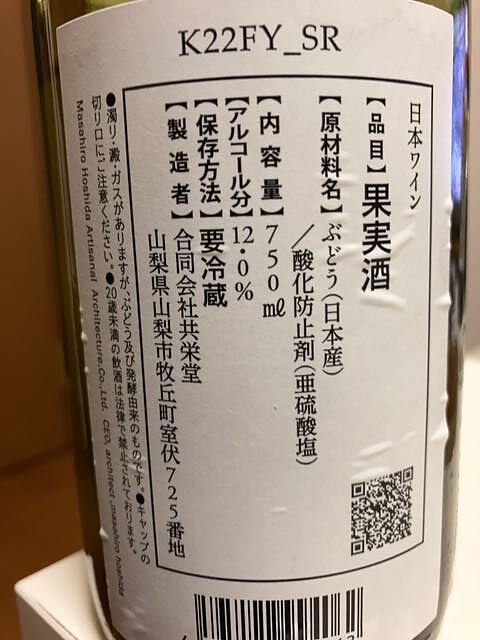 K22FY_SR
日本ワイン
【品目】果実酒
【原材料名】ぶどう(日本産)
／酸化防止剤(亜硫酸塩)
【内容量】750㎖
【アルコール分】12.0%
【保存方法】要冷蔵
【製造者】合同会社共栄堂
山梨県山梨市牧丘町室伏725番地
●濁り・澱・ガスがありますが、ぶどう及び発酵由来のものです。●キャップの
切り口にご注意ください。●20歳未満の飲酒は法律で禁止されております。
Masahiro Hoshida Artisanal Architecture.Co.,Ltd. CEO, architect :masahiro hoshida